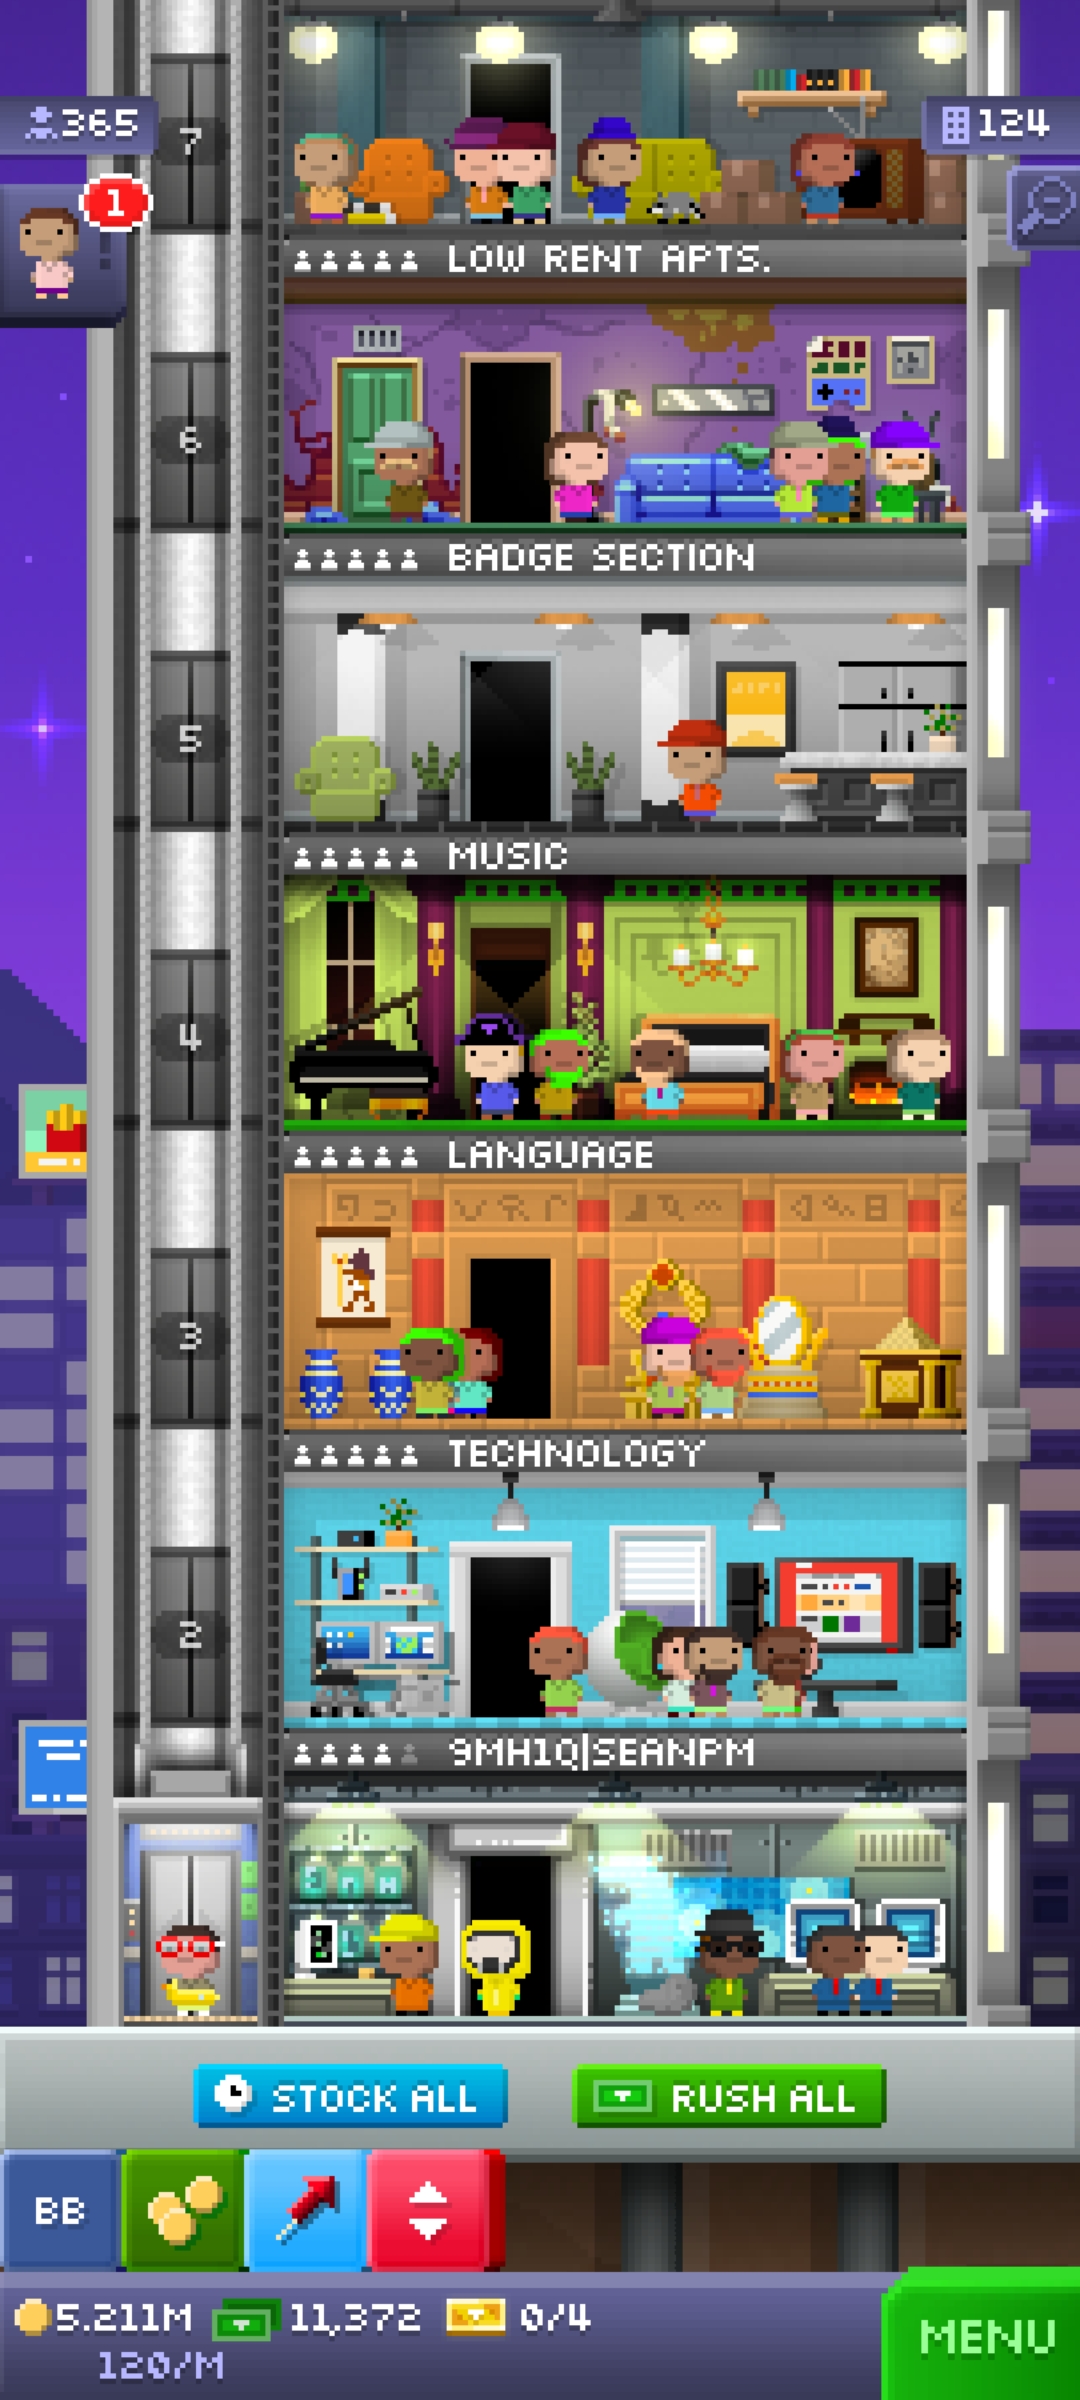 365
124
7
1
LOW RENT APTS.
6
BADGE SECTION
5
MUSIC
4
LANGUAGE
3
TECHNOLOGY
2
9MH1Q|SEANPM
STOCK ALL
RUSH ALL
BB
5.211M
11,372
0/4
120/M
MENU